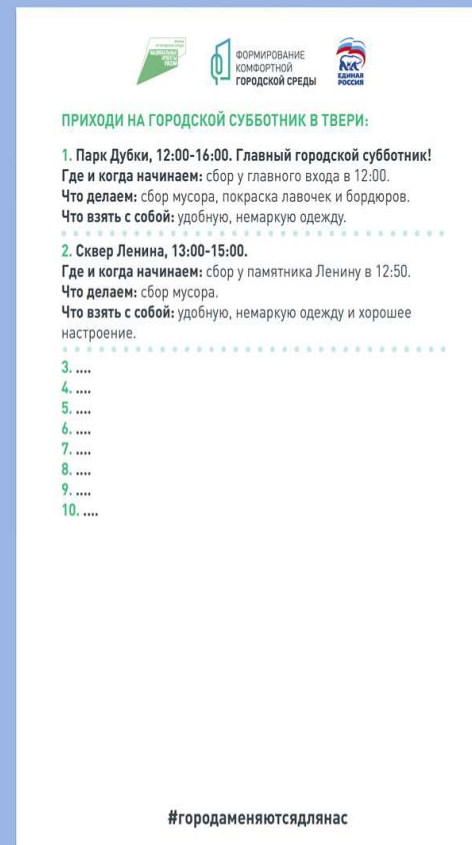 НАЦИОНАЛЬНЫЕ
ПРОЕКТЫ
РОССИИ
ФОРМИРОВАНИЕ
КОМФОРТНОЙ
ГОРОДСКОЙ СРЕДЫ
ЕДИНАЯ
РОССИЯ
ПРИХОДИ НА ГОРОДСКОЙ СУББОТНИК В ТВЕРИ:
1. Парк Дубки, 12:00-16:00. Главный городской субботник!
Где и когда начинаем: сбор у главного входа в 12:00.
Что делаем: сбор мусора, покраска лавочек и бордюров.
Что взять с собой: удобную, немаркую одежду.
2. Сквер Ленина, 13:00-15:00.
Где и когда начинаем: сбор у памятника Ленину в 12:50.
Что делаем: сбор мусора.
Что взять с собой: удобную, немаркую одежду и хорошее
настроение.
3. ....
4. ....
5. ....
6. ....
7. ....
8. ....
9. ....
10. ....
#городаменяютсядлянас